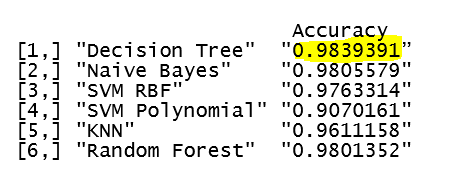 Accuracy
[1,] "Decision Tree" "0.9839391"
[2,] "Naive Bayes" "0.9805579"
[3,] "SVM RBF" "0.9763314"
[4,] "SVM Polynomial" "0.9070161"
[5,] "KNN" "0.9611158"
[6,] "Random Forest" "0.9801352"